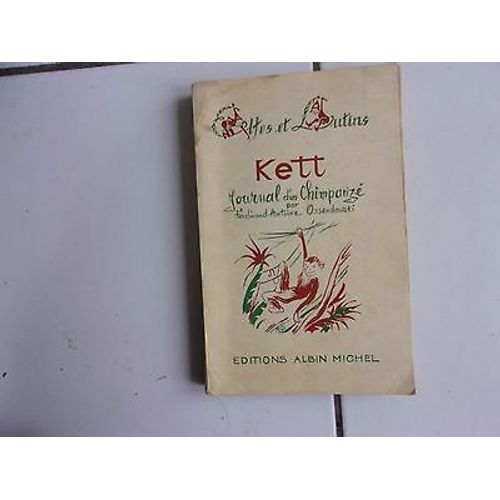 Elfes et Lutins
Kett
Journal d'un Chimpanzé
par
Ferdinand Antoine Ossendowski
EDITIONS ALBIN MICHEL